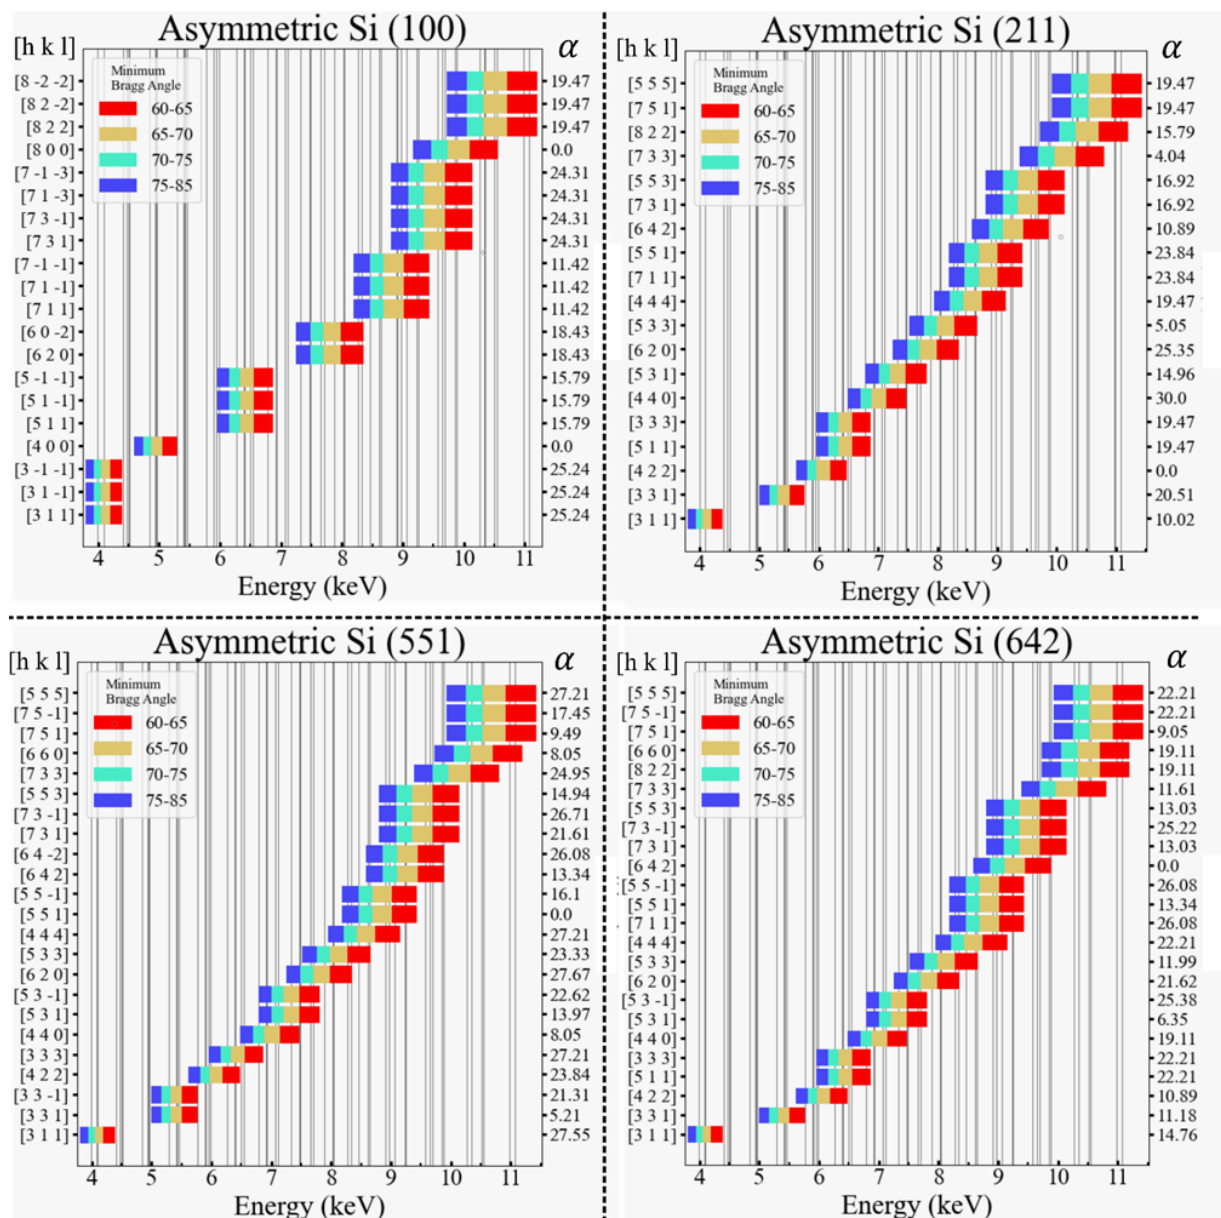 Asymmetric Si (100)
[h k l]
α
Minimum
Bragg Angle
60-65
65-70
70-75
75-85
[8 -2 -2] 19.47
[8 2 -2] 19.47
[8 2 2] 19.47
[8 0 0] 0.0
[7 -1 -3] 24.31
[7 1 -3] 24.31
[7 3 -1] 24.31
[7 3 1] 24.31
[7 -1 -1] 11.42
[7 1 -1] 11.42
[7 1 1] 11.42
[6 0 -2] 18.43
[6 2 0] 18.43
[5 -1 -1] 15.79
[5 1 -1] 15.79
[5 1 1] 15.79
[4 0 0] 0.0
[3 -1 -1] 25.24
[3 1 -1] 25.24
[3 1 1] 25.24
4 5 6 7 8 9 10 11
Energy (keV)
Asymmetric Si (211)
[h k l]
α
Minimum
Bragg Angle
60-65
65-70
70-75
75-85
[5 5 5] 19.47
[7 5 1] 19.47
[8 2 2] 15.79
[7 3 3] 4.04
[5 5 3] 16.92
[7 3 1] 16.92
[6 4 2] 10.89
[5 5 1] 23.84
[7 1 1] 23.84
[4 4 4] 19.47
[5 3 3] 5.05
[6 2 0] 25.35
[5 3 1] 14.96
[4 4 0] 30.0
[3 3 3] 19.47
[5 1 1] 19.47
[4 2 2] 0.0
[3 3 1] 20.51
[3 1 1] 10.02
4 5 6 7 8 9 10 11
Energy (keV)
Asymmetric Si (551)
[h k l]
α
Minimum
Bragg Angle
60-65
65-70
70-75
75-85
[5 5 5] 27.21
[7 5 -1] 17.45
[7 5 1] 9.49
[6 6 0] 8.05
[7 3 3] 24.95
[5 5 3] 14.94
[7 3 -1] 26.71
[7 3 1] 21.61
[6 4 -2] 26.08
[6 4 2] 13.34
[5 5 -1] 16.1
[5 5 1] 0.0
[4 4 4] 27.21
[5 3 3] 23.33
[6 2 0] 27.67
[5 3 -1] 22.62
[5 3 1] 13.97
[4 4 0] 8.05
[3 3 3] 27.21
[4 2 2] 23.84
[3 3 -1] 21.31
[3 3 1] 5.21
[3 1 1] 27.55
4 5 6 7 8 9 10 11
Energy (keV)
Asymmetric Si (642)
[h k l]
α
Minimum
Bragg Angle
60-65
65-70
70-75
75-85
[5 5 5] 22.21
[7 5 -1] 22.21
[7 5 1] 9.05
[6 6 0] 19.11
[8 2 2] 19.11
[7 3 3] 11.61
[5 5 3] 13.03
[7 3 -1] 25.22
[7 3 1] 13.03
[6 4 2] 0.0
[5 5 -1] 26.08
[5 5 1] 13.34
[7 1 1] 26.08
[4 4 4] 22.21
[5 3 3] 11.99
[6 2 0] 21.62
[5 3 -1] 25.38
[5 3 1] 6.35
[4 4 0] 19.11
[3 3 3] 22.21
[5 1 1] 22.21
[4 2 2] 10.89
[3 3 1] 11.18
[3 1 1] 14.76
4 5 6 7 8 9 10 11
Energy (keV)